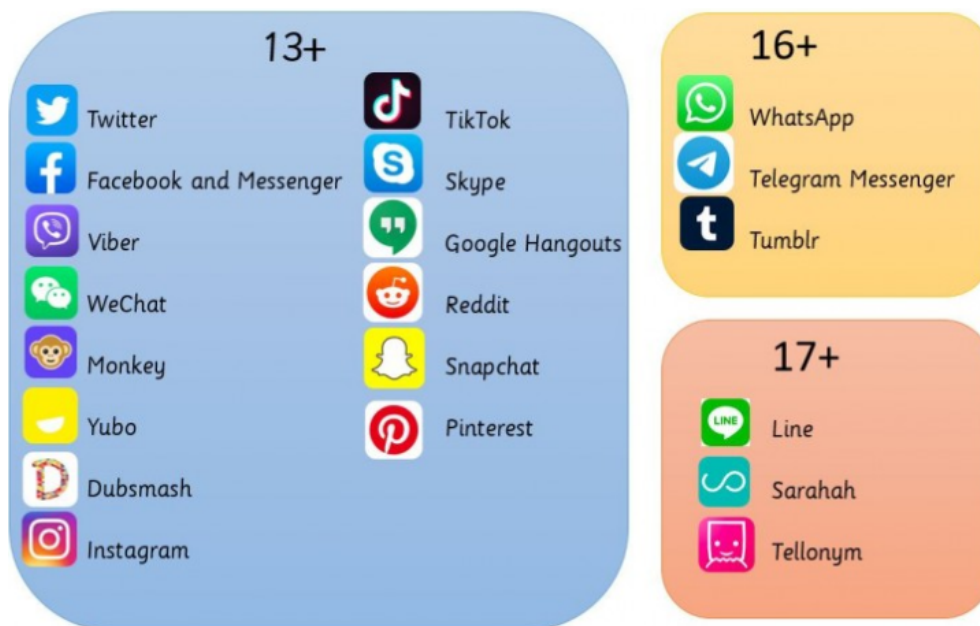 13+
Twitter
Facebook and Messenger
Viber
WeChat
Monkey
Yubo
Dubsmash
Instagram
TikTok
Skype
Google Hangouts
Reddit
Snapchat
Pinterest
16+
WhatsApp
Telegram Messenger
Tumblr
17+
LINE
Line
Sarahah
Tellonym